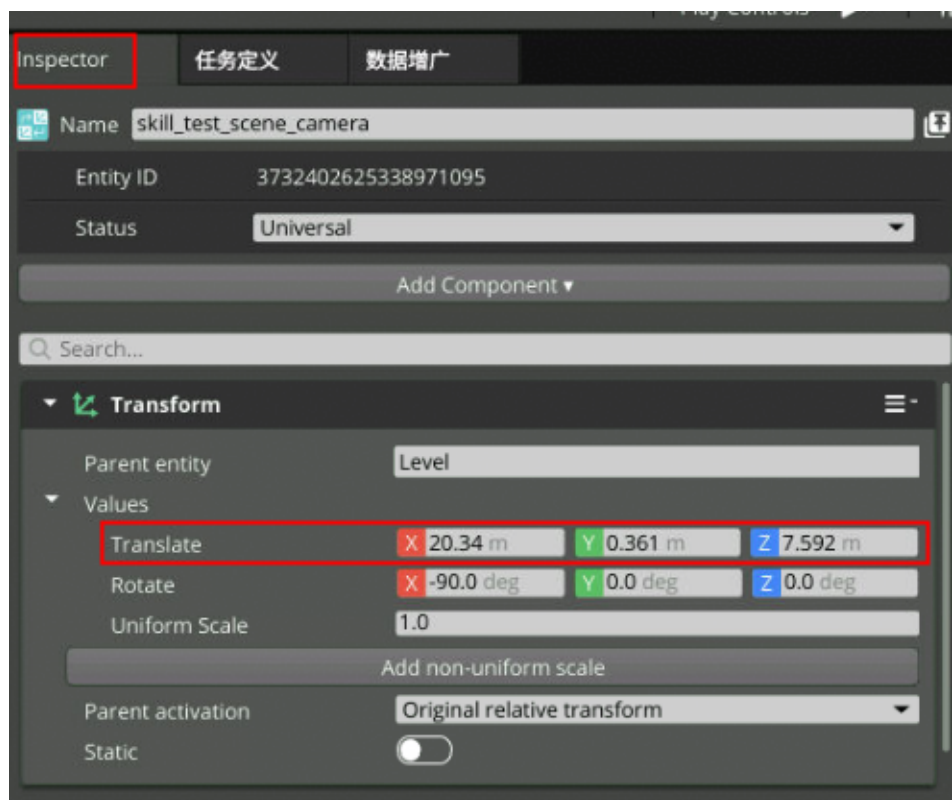 Inspector 任务定义 数据增广
Name skill_test_scene_camera
Entity ID 3732402625338971095
Status Universal
Add Component
Search...
Transform
Parent entity Level
Values
Translate X 20.34 m Y 0.361 m Z 7.592 m
Rotate X -90.0 deg Y 0.0 deg Z 0.0 deg
Uniform Scale 1.0
Add non-uniform scale
Parent activation Original relative transform
Static